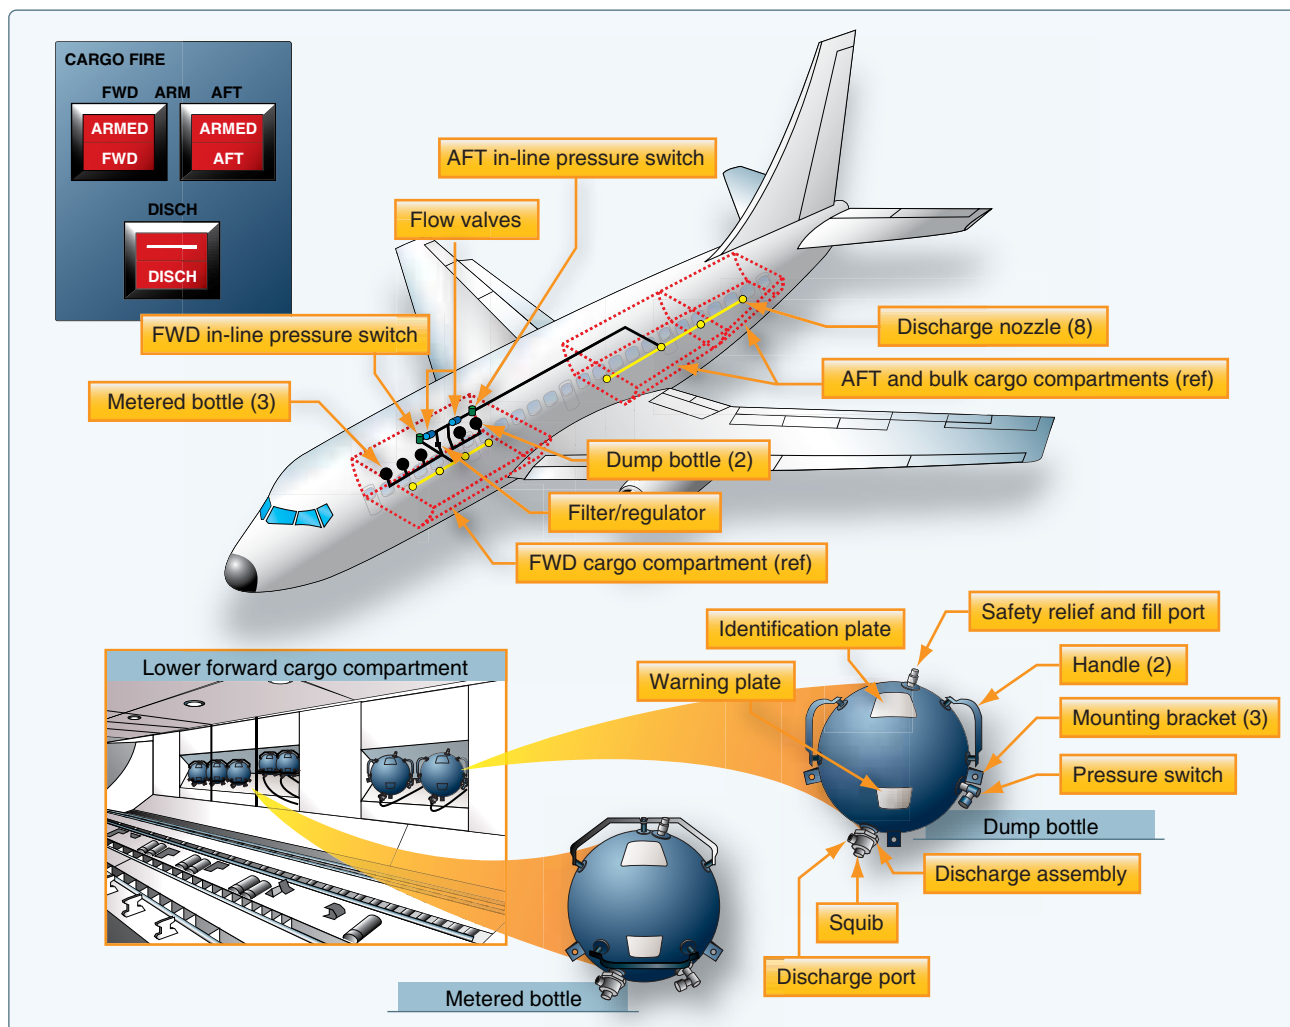 CARGO FIRE
FWD ARM AFT
ARMED
FWD
ARMED
AFT
DISCH
DISCH
AFT in-line pressure switch
Flow valves
FWD in-line pressure switch
Metered bottle (3)
Discharge nozzle (8)
AFT and bulk cargo compartments (ref)
Dump bottle (2)
Filter/regulator
FWD cargo compartment (ref)
Lower forward cargo compartment
Safety relief and fill port
Identification plate
Handle (2)
Warning plate
Mounting bracket (3)
Pressure switch
Dump bottle
Discharge assembly
Squib
Discharge port
Metered bottle